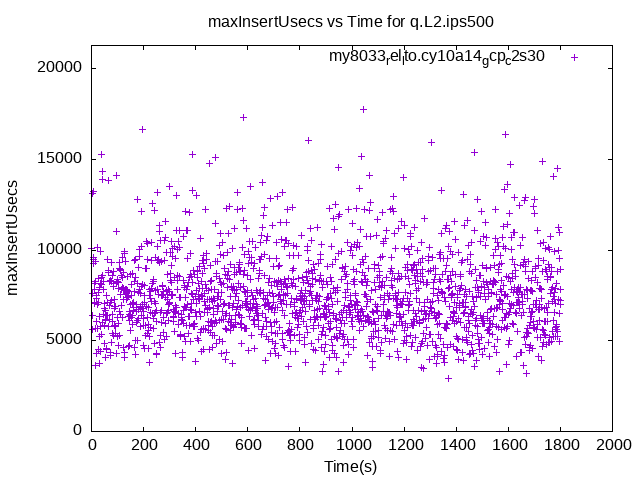 maxInsertUsecs vs Time for q.L2.ips500
my8033relito.cy10a14gcpc2s30
20000
15000
10000
5000
0
maxInsertUsecs
0 200 400 600 800 1000 1200 1400 1600 1800 2000
Time(s)